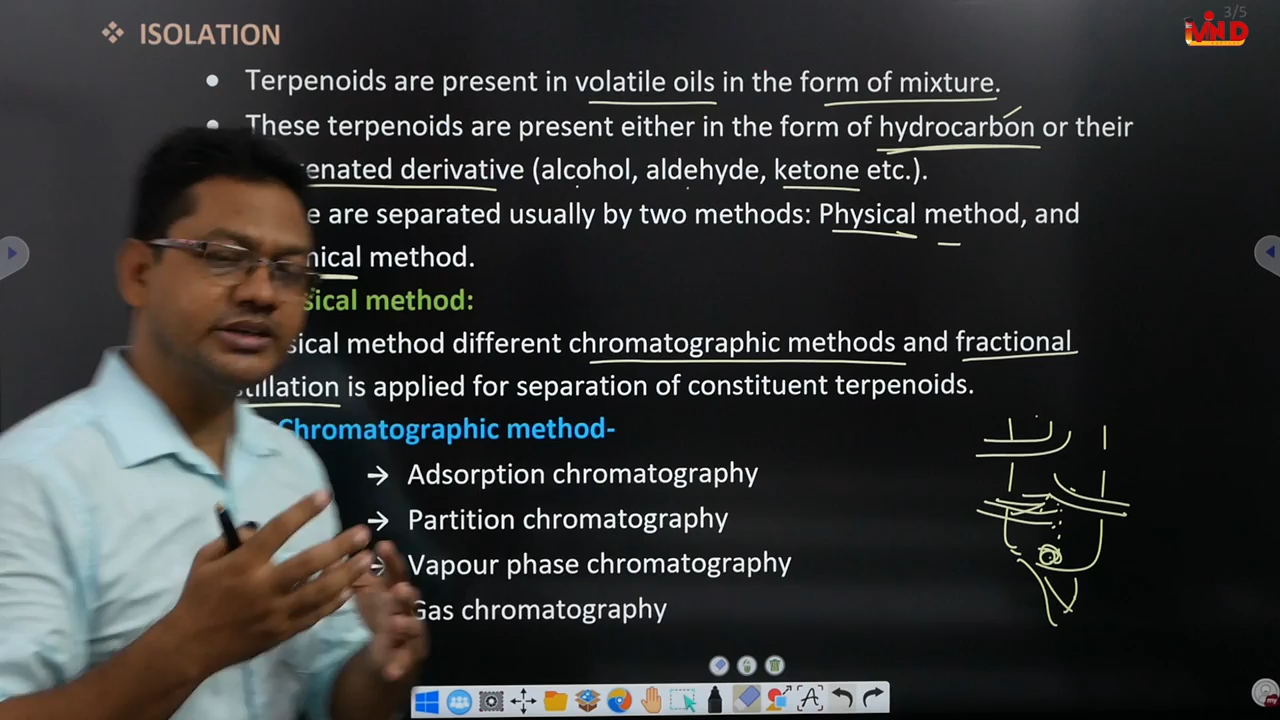 3/5
MIND
❖ ISOLATION
• Terpenoids are present in volatile oils in the form of mixture.
• These terpenoids are present either in the form of hydrocarbon or their
enated derivative (alcohol, aldehyde, ketone etc.).
e are separated usually by two methods: Physical method, and
mical method.
sical method:
sical method different chromatographic methods and fractional
stillation is applied for separation of constituent terpenoids.
Chromatographic method-
→ Adsorption chromatography
→ Partition chromatography
→ Vapour phase chromatography
Gas chromatography